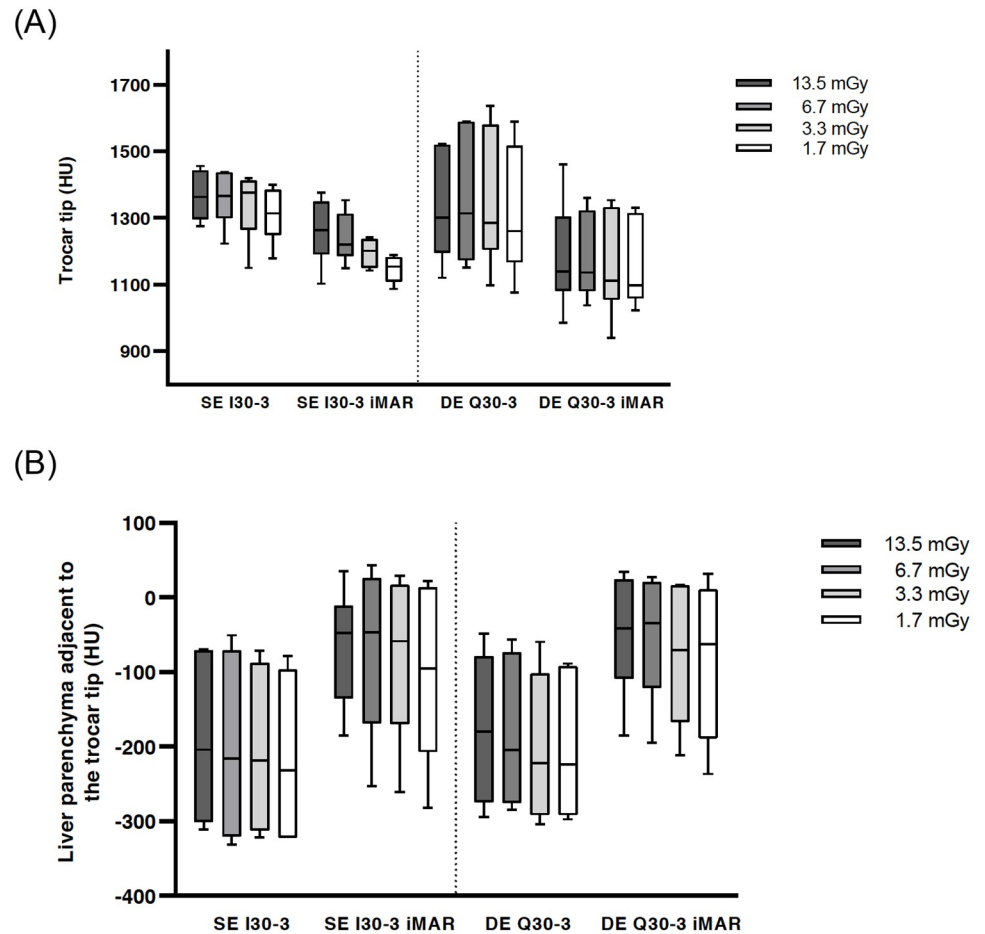 (A)
1700
1500
1300
1100
900
Trocar tip (HU)
SE I30-3 SE I30-3 iMAR DE Q30-3 DE Q30-3 iMAR
13.5 mGy
6.7 mGy
3.3 mGy
1.7 mGy
(B)
100
0
-100
-200
-300
-400
Liver parenchyma adjacent to
the trocar tip (HU)
SE I30-3 SE I30-3 iMAR DE Q30-3 DE Q30-3 iMAR
13.5 mGy
6.7 mGy
3.3 mGy
1.7 mGy